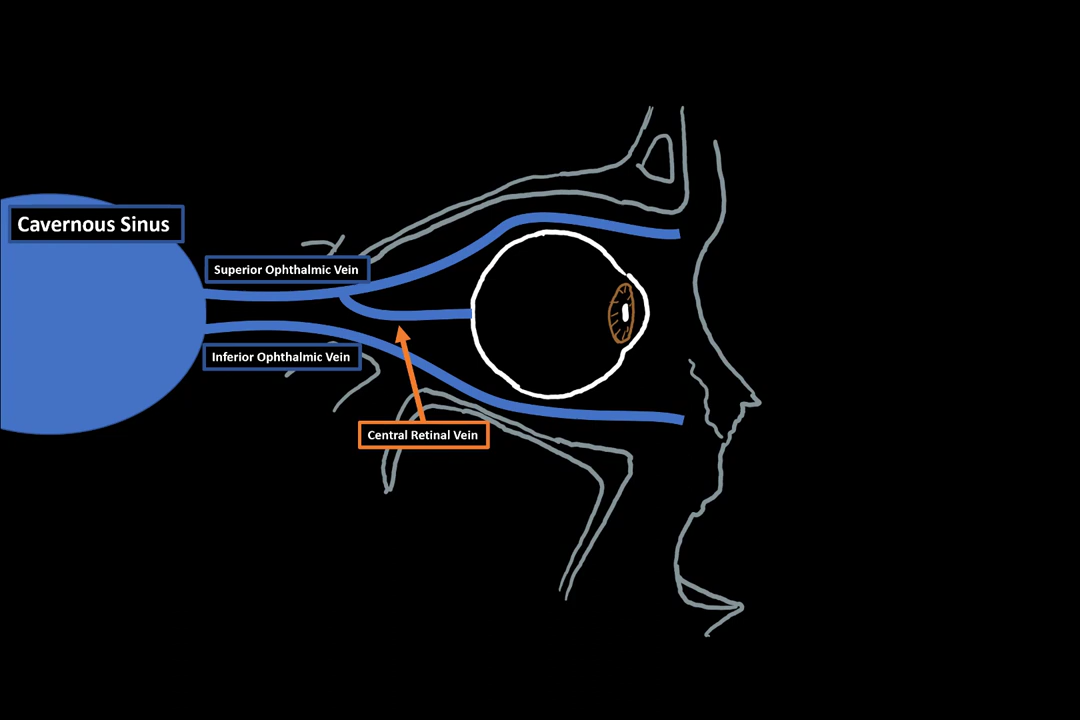 Cavernous Sinus
Superior Ophthalmic Vein
Inferior Ophthalmic Vein
Central Retinal Vein